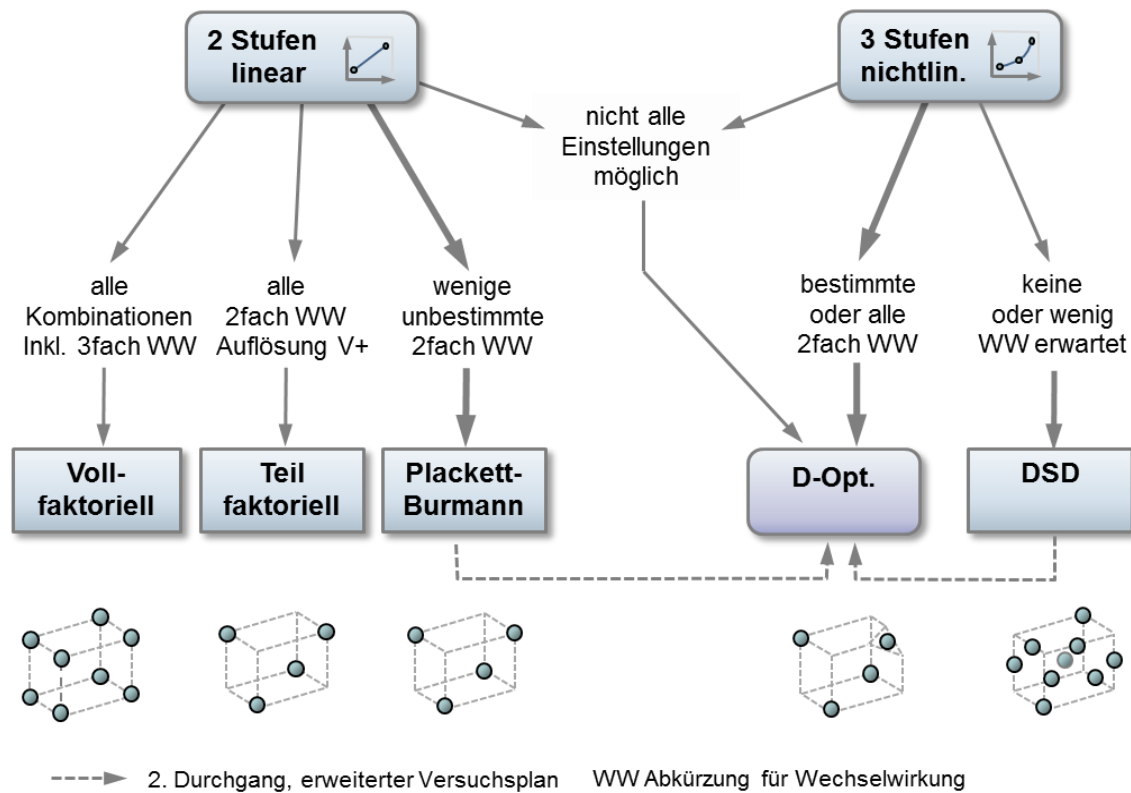 2 Stufen
linear
3 Stufen
nichtlin.
nicht alle
Einstellungen
möglich
alle
Kombinationen
Inkl. 3fach WW
alle
2fach WW
Auflösung V+
wenige
unbestimmte
2fach WW
bestimmte
oder alle
2fach WW
keine
oder wenig
WW erwartet
Voll-
faktoriell
Teil
faktoriell
Plackett-
Burmann
D-Opt.
DSD
2. Durchgang, erweiterter Versuchsplan
WW Abkürzung für Wechselwirkung